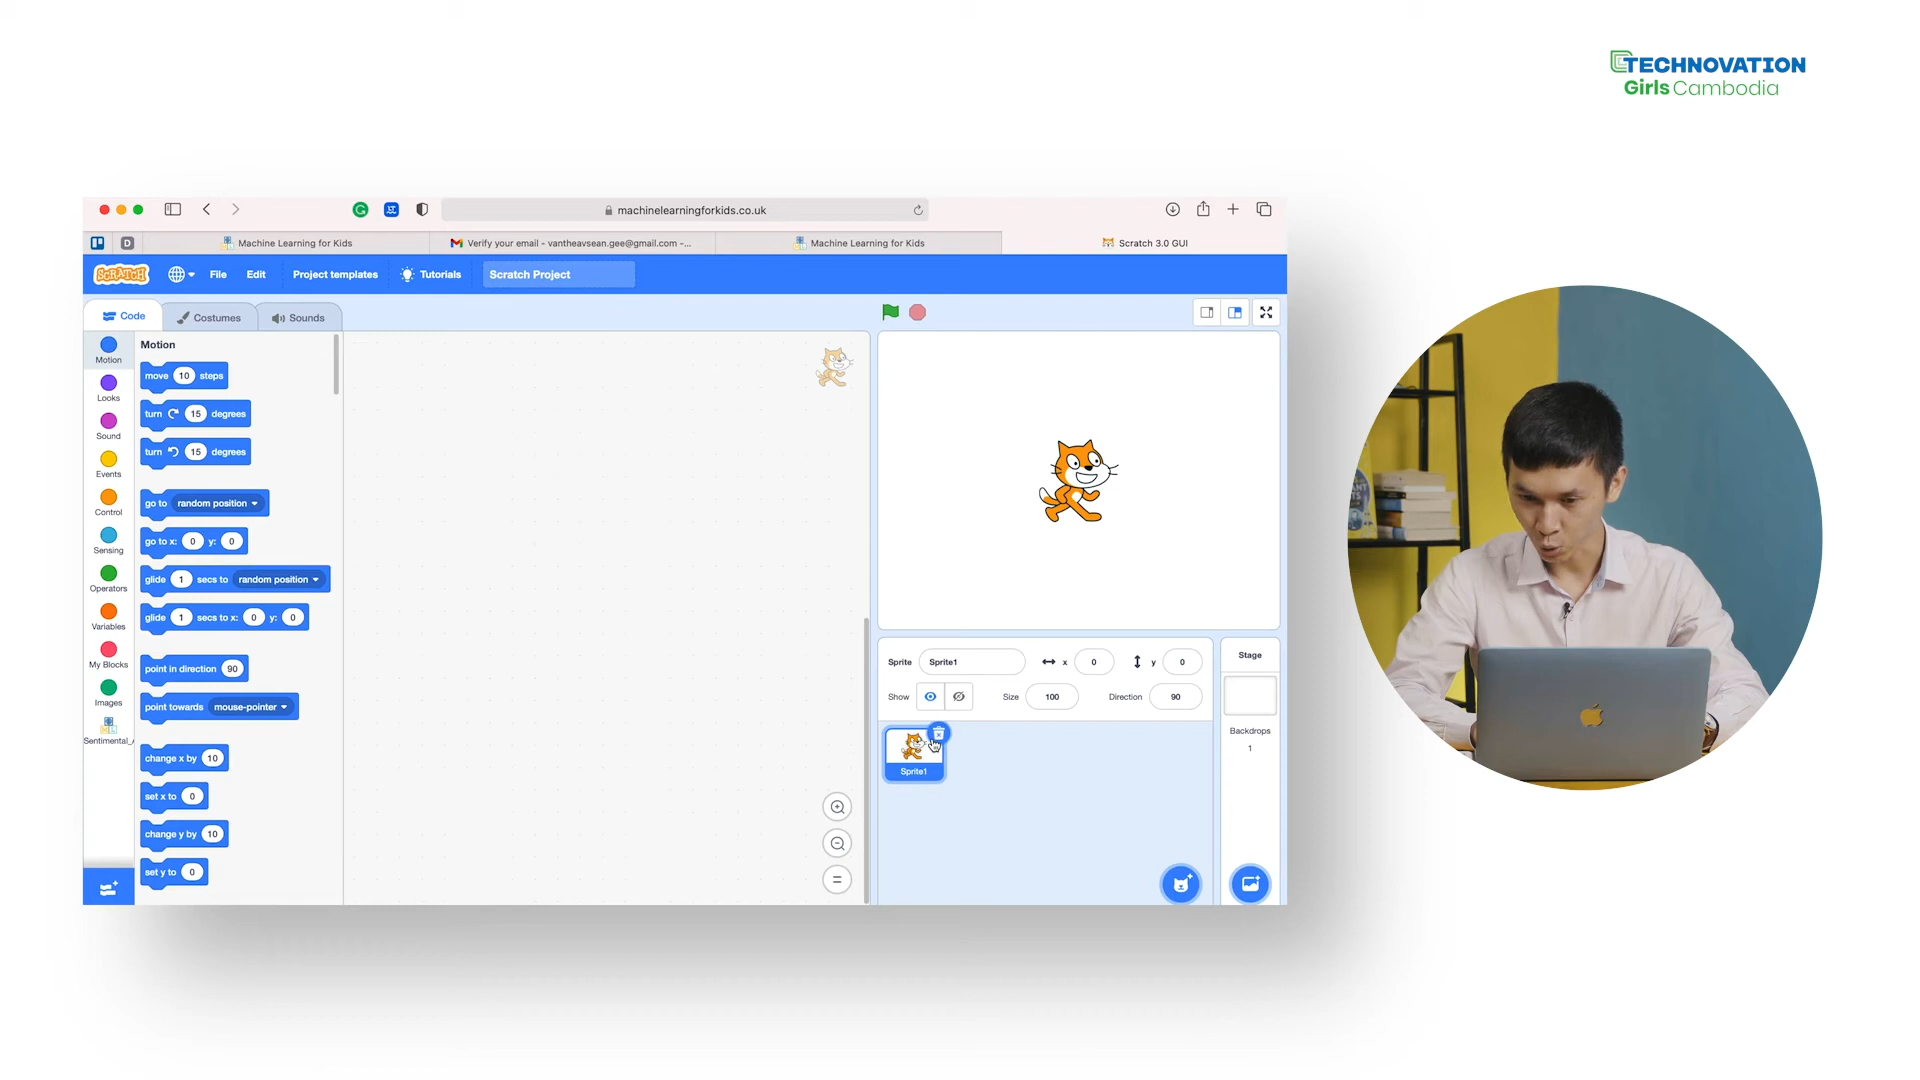 TECHNOVATION
Girls Cambodia
machinelearningforkids.co.uk
D
Machine Learning for Kids
Verify your email - vantheavsean.gee@gmail.com -...
Machine Learning for Kids
Scratch 3.0 GUI
SCRATCH
File
Edit
Project templates
Tutorials
Scratch Project
Code
Costumes
Sounds
Motion
Looks
Sound
Events
Control
Sensing
Operators
Variables
My Blocks
Images
Sentimental_
Motion
move 10 steps
turn 15 degrees
turn 15 degrees
go to random position
go to x: 0 y: 0
glide 1 secs to random position
glide 1 secs to x: 0 y: 0
point in direction 90
point towards mouse-pointer
change x by 10
set x to 0
change y by 10
set y to 0
Sprite Sprite1 x 0 y 0
Show Size 100 Direction 90
Sprite1
Stage
Backdrops
1